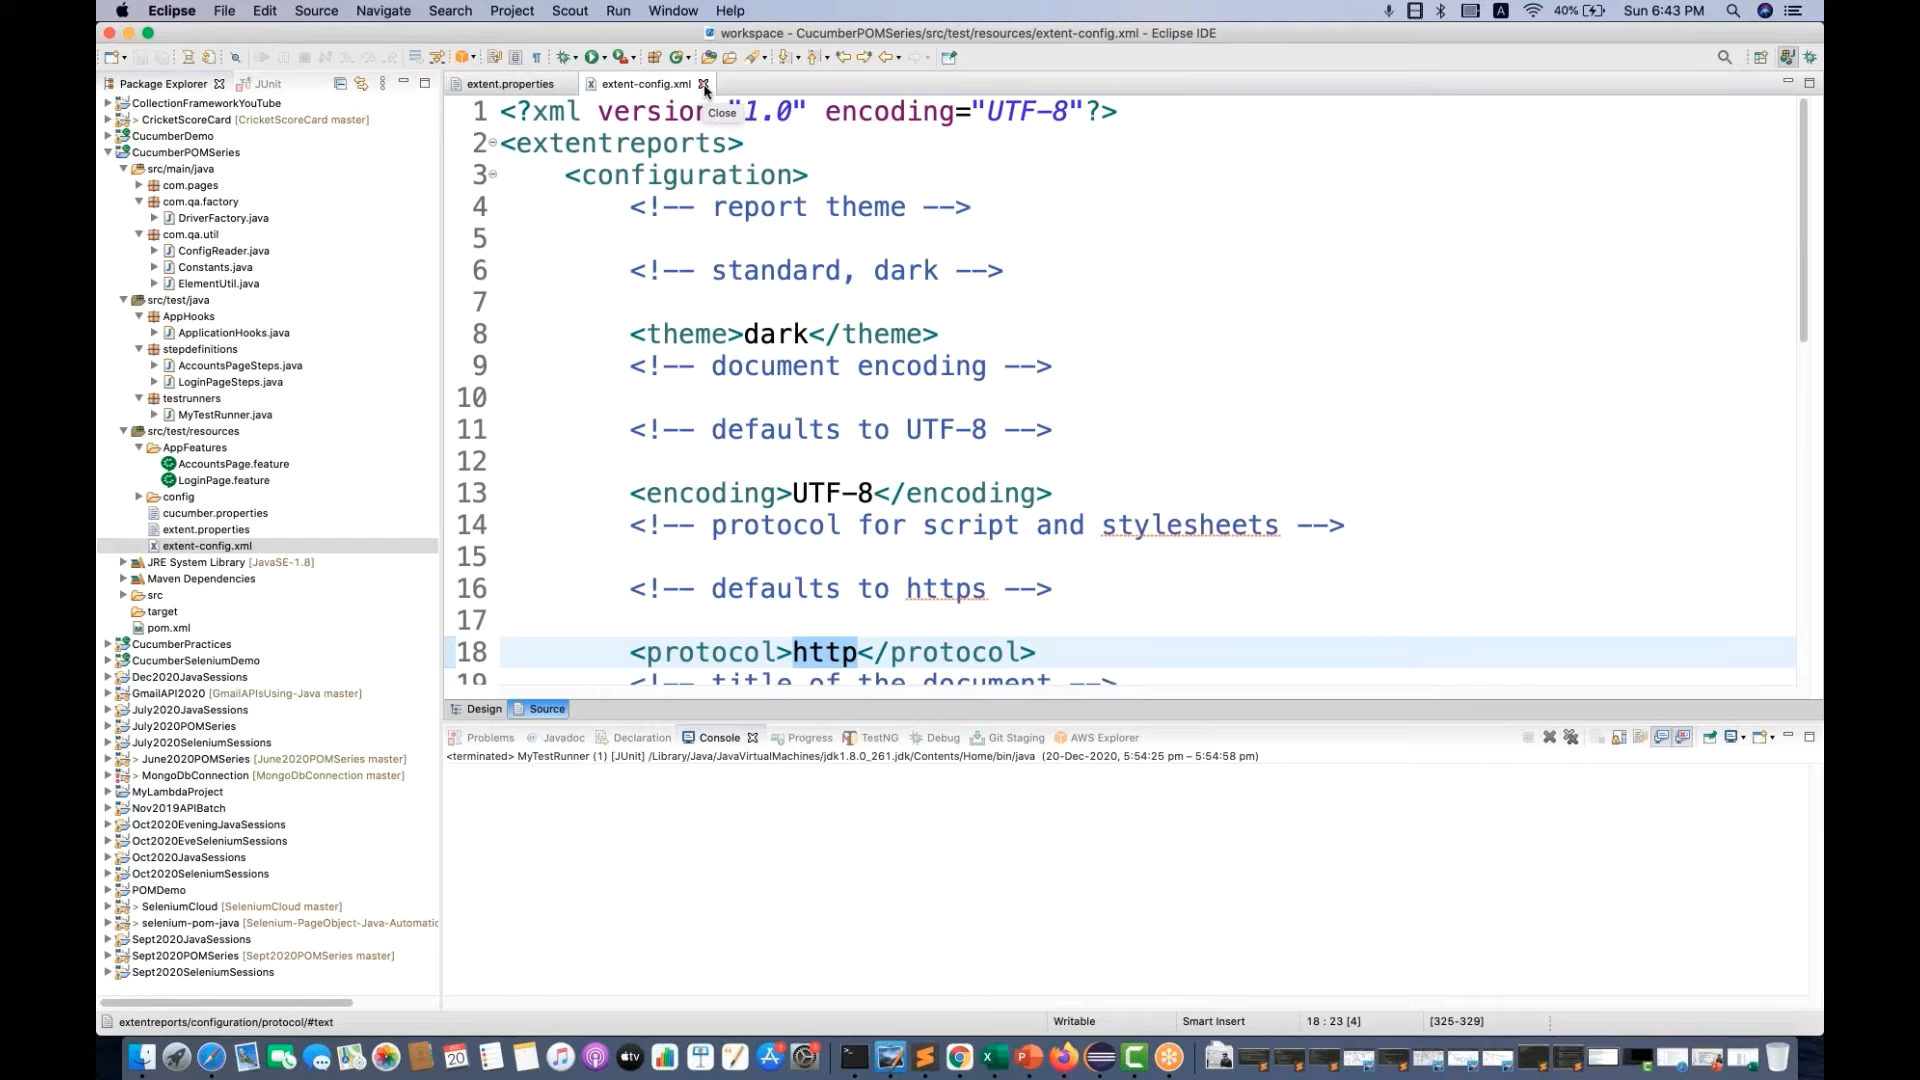 Eclipse File Edit Source Navigate Search Project Scout Run Window Help
A 40% Sun 6:43 PM
workspace - CucumberPOMSeries/src/test/resources/extent-config.xml - Eclipse IDE
Package Explorer JUnit
extent.properties extent-config.xml
Close
CollectionFrameworkYouTube
> CricketScoreCard [CricketScoreCard master]
CucumberDemo
CucumberPOMSeries
src/main/java
com.pages
com.qa.factory
DriverFactory.java
com.qa.util
ConfigReader.java
Constants.java
ElementUtil.java
src/test/java
AppHooks
ApplicationHooks.java
stepdefinitions
AccountsPageSteps.java
LoginPageSteps.java
testrunners
MyTestRunner.java
src/test/resources
AppFeatures
AccountsPage.feature
LoginPage.feature
config
cucumber.properties
extent.properties
extent-config.xml
JRE System Library [JavaSE-1.8]
Maven Dependencies
src
target
pom.xml
CucumberPractices
CucumberSeleniumDemo
Dec2020JavaSessions
GmailAPI2020 [GmailAPIsUsing-Java master]
July2020JavaSessions
July2020POMSeries
July2020SeleniumSessions
> June2020POMSeries [June2020POMSeries master]
> MongoDbConnection [MongoDbConnection master]
MyLambdaProject
Nov2019APIBatch
Oct2020EveningJavaSessions
Oct2020EveSeleniumSessions
Oct2020JavaSessions
Oct2020SeleniumSessions
POMDemo
> SeleniumCloud [SeleniumCloud master]
> selenium-pom-java [Selenium-PageObject-Java-Automatic
Sept2020JavaSessions
Sept2020POMSeries [Sept2020POMSeries master]
Sept2020SeleniumSessions
1 <?xml version="1.0" encoding="UTF-8"?>
2 <extentreports>
3 <configuration>
4 <!-- report theme -->
5
6 <!-- standard, dark -->
7
8 <theme>dark</theme>
9 <!-- document encoding -->
10
11 <!-- defaults to UTF-8 -->
12
13 <encoding>UTF-8</encoding>
14 <!-- protocol for script and stylesheets -->
15
16 <!-- defaults to https -->
17
18 <protocol>http</protocol>
19 <!-- title of the document -->
Design Source
Problems @ Javadoc Declaration Console Progress TestNG Debug Git Staging AWS Explorer
<terminated> MyTestRunner (1) [JUnit] /Library/Java/JavaVirtualMachines/jdk1.8.0_261.jdk/Contents/Home/bin/java (20-Dec-2020, 5:54:25 pm – 5:54:58 pm)
extentreports/configuration/protocol/#text Writable Smart Insert 18 : 23 [4] [325-329]
20
tv